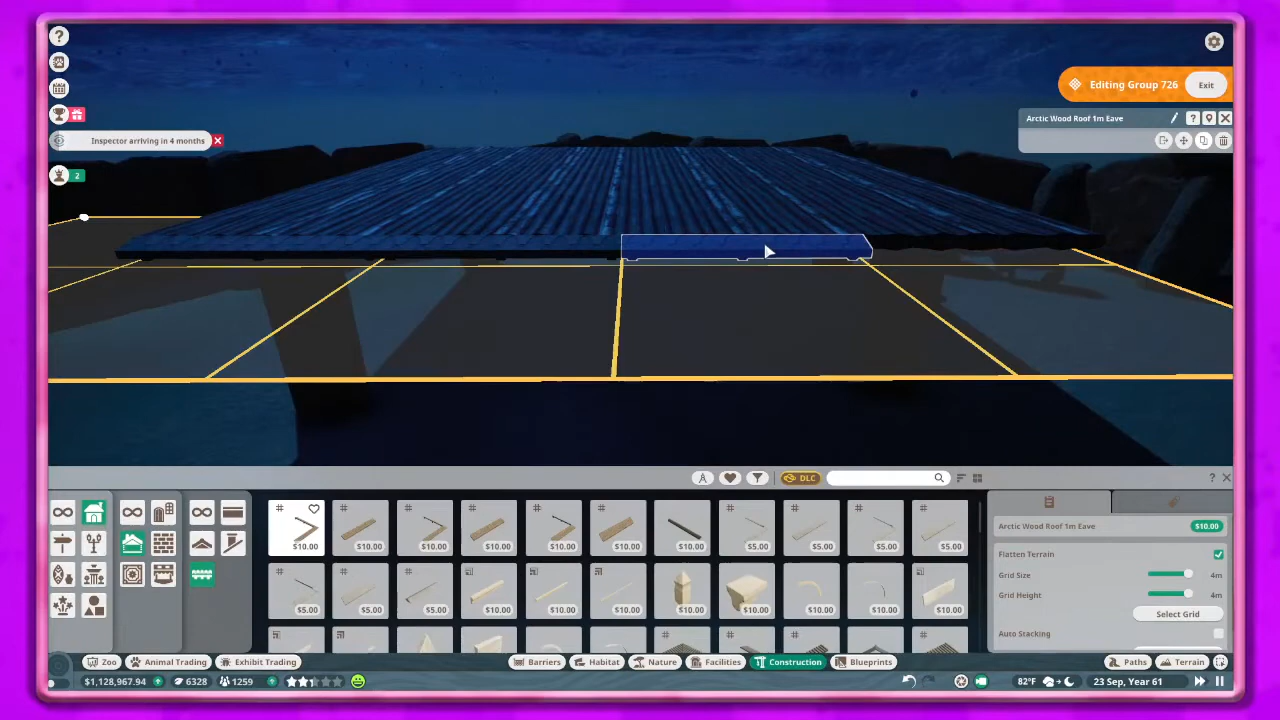 Editing Group 726
Exit
Arctic Wood Roof 1m Eave
Inspector arriving in 4 months
2
DLC
$10.00 $10.00 $10.00 $10.00 $10.00 $10.00 $10.00 $5.00 $5.00 $5.00 $5.00
$5.00 $5.00 $5.00 $10.00 $10.00 $10.00 $10.00 $10.00 $10.00 $10.00 $10.00
Arctic Wood Roof 1m Eave $10.00
Flatten Terrain
Grid Size 4m
Grid Height 4m
Select Grid
Auto Stacking
Zoo Animal Trading Exhibit Trading Barriers Habitat Nature Facilities Construction Blueprints Paths Terrain
$1,128,967.94 6328 1259 82°F 23 Sep, Year 61